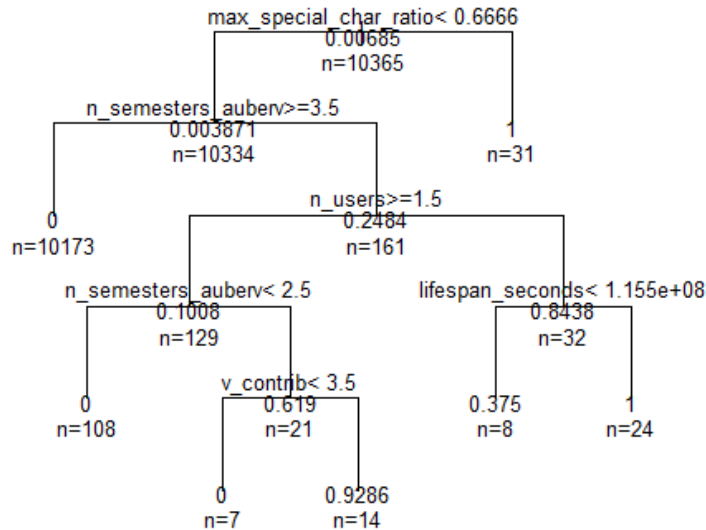 max_special_char_ratio< 0.6666
0.00685
n=10365
n_semesters_auberv>=3.5
0.003871
n=10334
1
n=31
n_users>=1.5
0
n=10173
0.2484
n=161
n_semesters_auberv< 2.5
0.1008
n=129
lifespan_seconds< 1.155e+08
0.8438
n=32
v_contrib< 3.5
0
n=108
0.619
n=21
0.375
n=8
1
n=24
0
n=7
0.9286
n=14